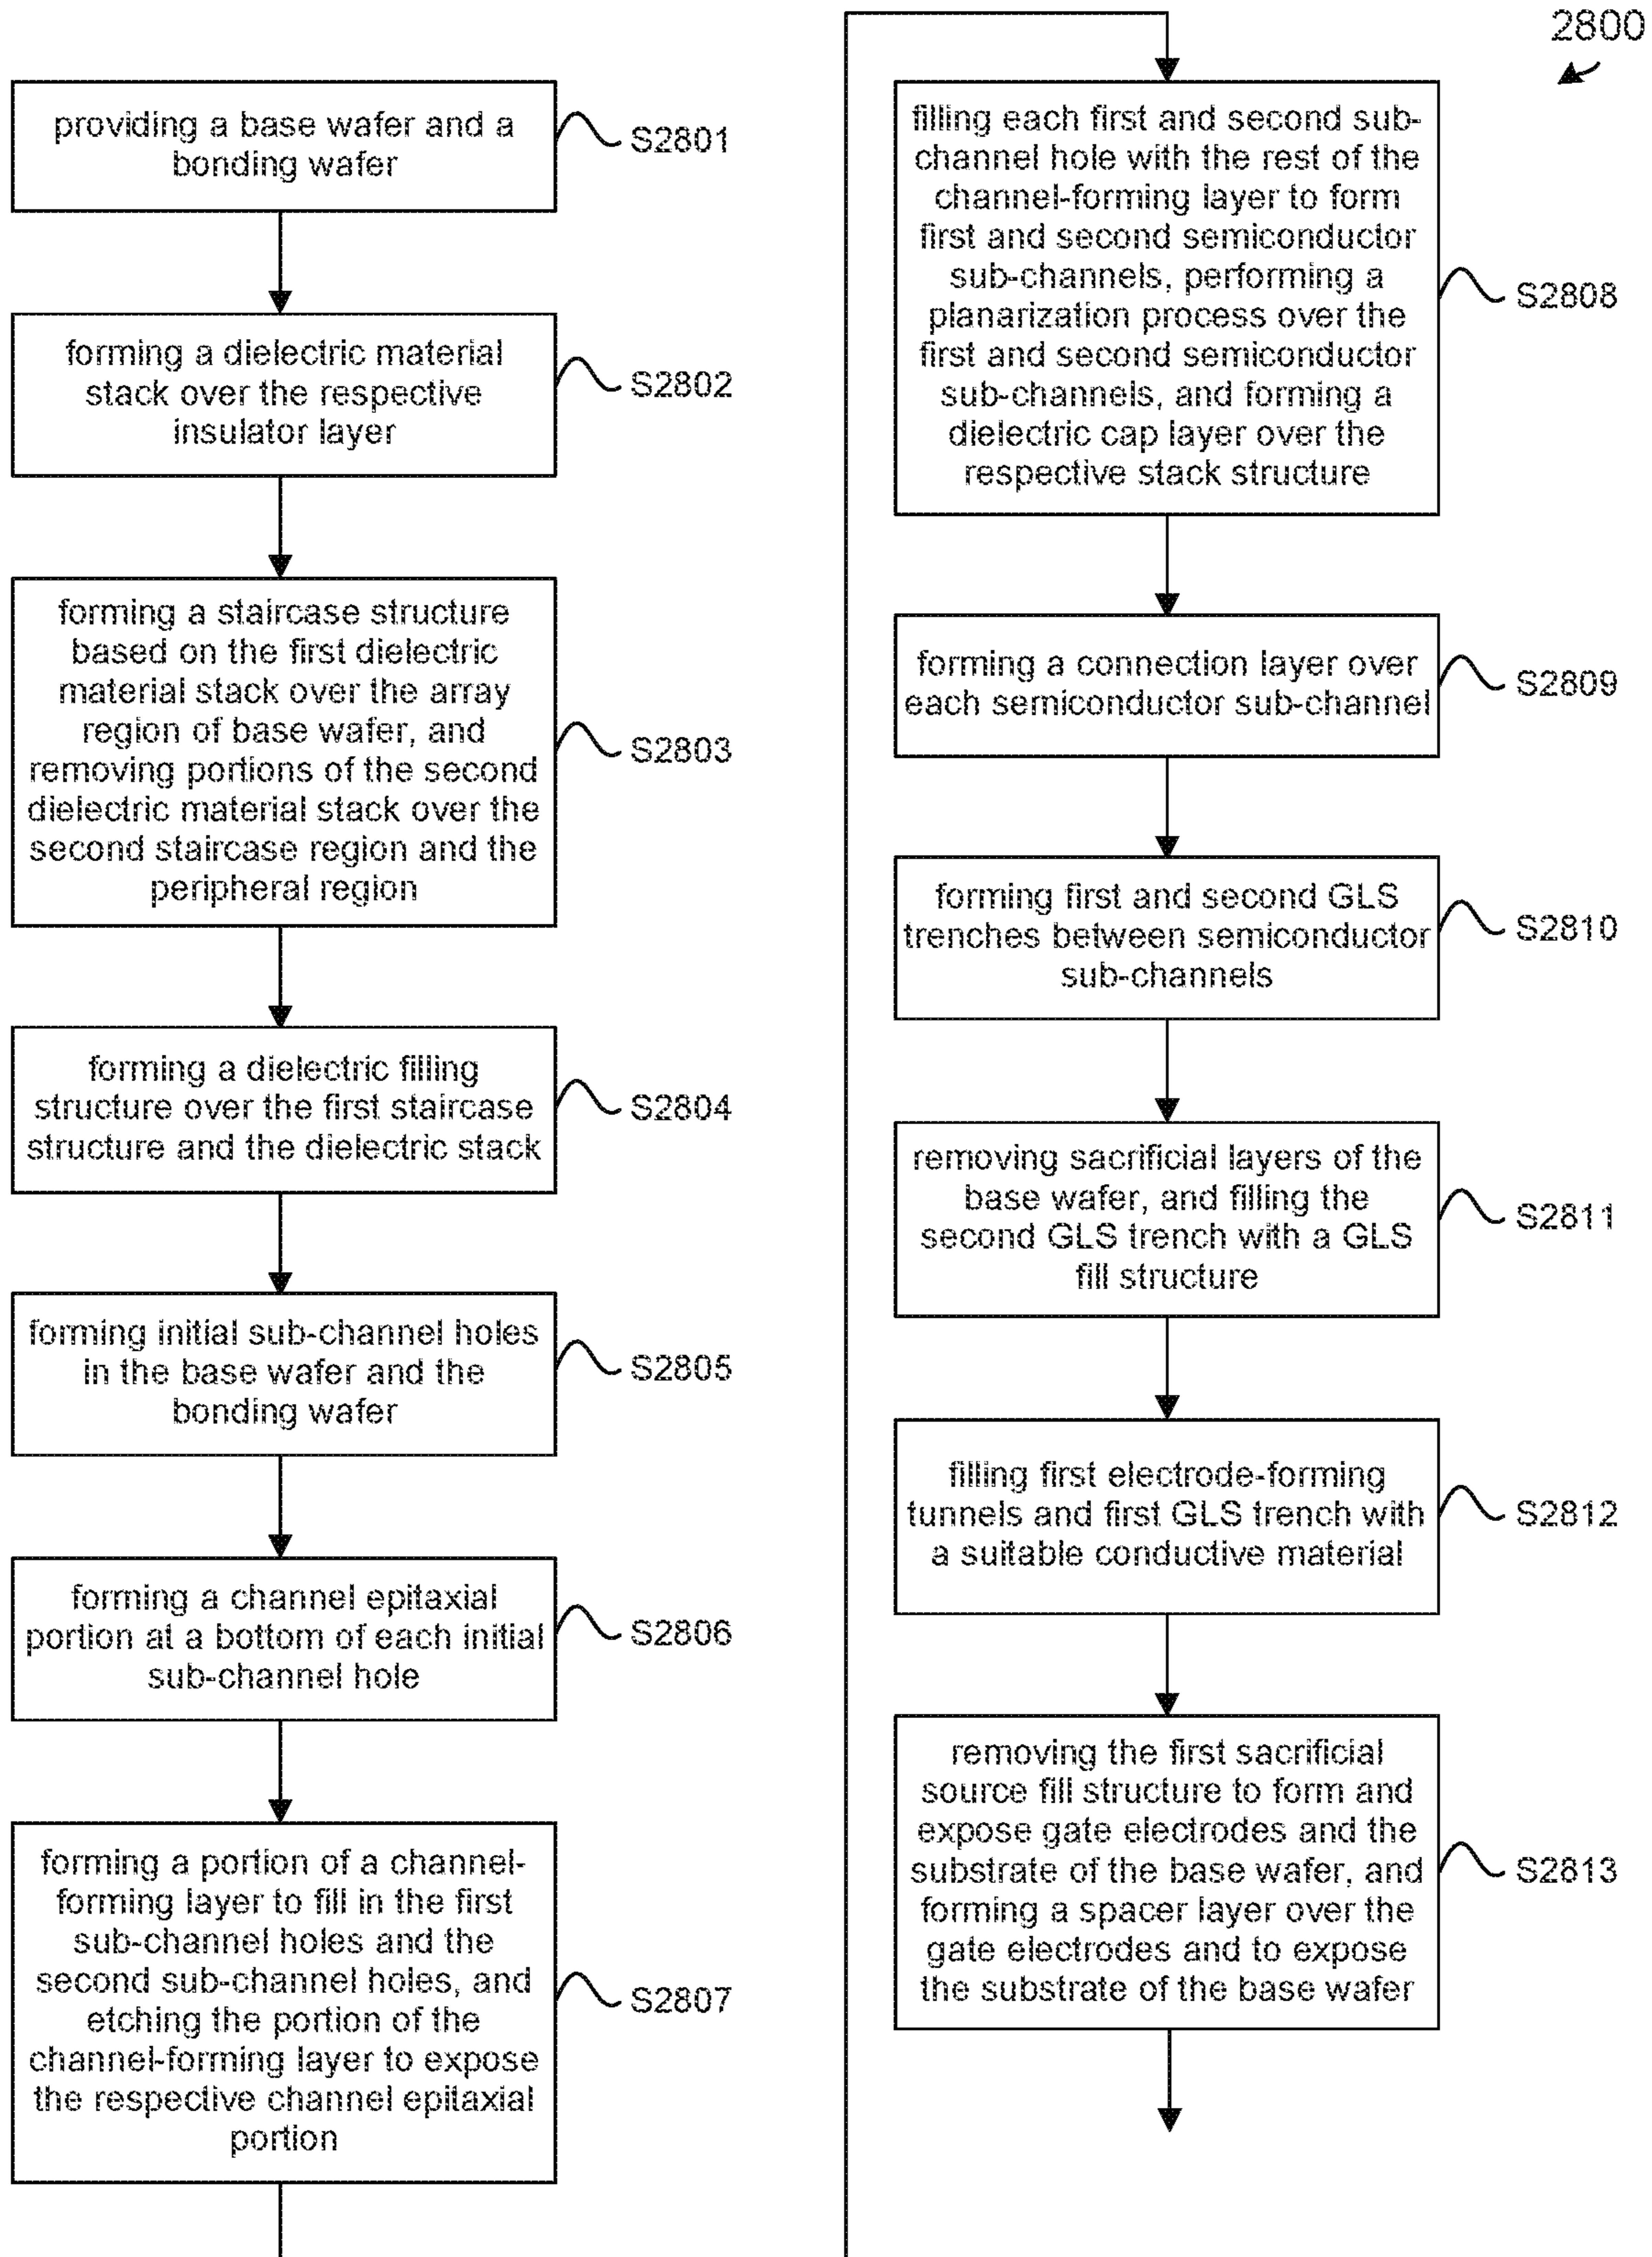 2800
providing a base wafer and a
bonding wafer
S2801
forming a dielectric material
stack over the respective
insulator layer
S2802
forming a staircase structure
based on the first dielectric
material stack over the array
region of base wafer, and
removing portions of the second
dielectric material stack over the
second staircase region and the
peripheral region
S2803
forming a dielectric filling
structure over the first staircase
structure and the dielectric stack
S2804
forming initial sub-channel holes
in the base wafer and the
bonding wafer
S2805
forming a channel epitaxial
portion at a bottom of each initial
sub-channel hole
S2806
forming a portion of a channel-
forming layer to fill in the first
sub-channel holes and the
second sub-channel holes, and
etching the portion of the
channel-forming layer to expose
the respective channel epitaxial
portion
S2807
filling each first and second sub-
channel hole with the rest of the
channel-forming layer to form
first and second semiconductor
sub-channels, performing a
planarization process over the
first and second semiconductor
sub-channels, and forming a
dielectric cap layer over the
respective stack structure
S2808
forming a connection layer over
each semiconductor sub-channel
S2809
forming first and second GLS
trenches between semiconductor
sub-channels
S2810
removing sacrificial layers of the
base wafer, and filling the
second GLS trench with a GLS
fill structure
S2811
filling first electrode-forming
tunnels and first GLS trench with
a suitable conductive material
S2812
removing the first sacrificial
source fill structure to form and
expose gate electrodes and the
substrate of the base wafer, and
forming a spacer layer over the
gate electrodes and to expose
the substrate of the base wafer
S2813